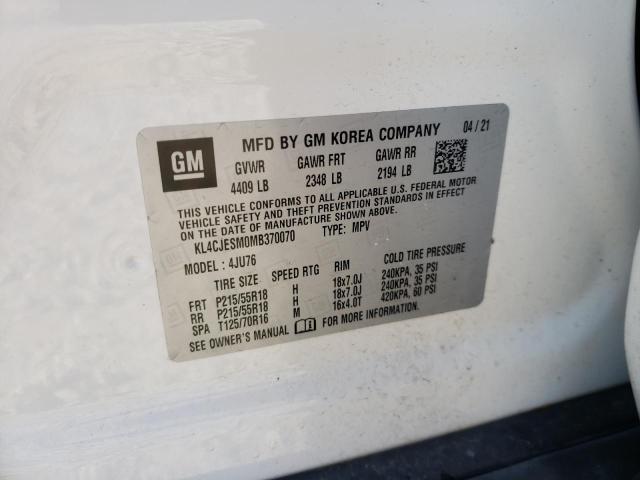 GM
MFD BY GM KOREA COMPANY 04 / 21
GVWR GAWR FRT GAWR RR
4409 LB 2348 LB 2194 LB
THIS VEHICLE CONFORMS TO ALL APPLICABLE U.S. FEDERAL MOTOR
VEHICLE SAFETY AND THEFT PREVENTION STANDARDS IN EFFECT
ON THE DATE OF MANUFACTURE SHOWN ABOVE.
KL4CJESM0MB370070 TYPE: MPV
MODEL: 4JU76
TIRE SIZE SPEED RTG RIM COLD TIRE PRESSURE
FRT P215/55R18 H 18x7.0J 240KPA, 35 PSI
RR P215/55R18 H 18x7.0J 240KPA, 35 PSI
SPA T125/70R16 M 16x4.0T 420KPA, 60 PSI
SEE OWNER'S MANUAL FOR MORE INFORMATION.